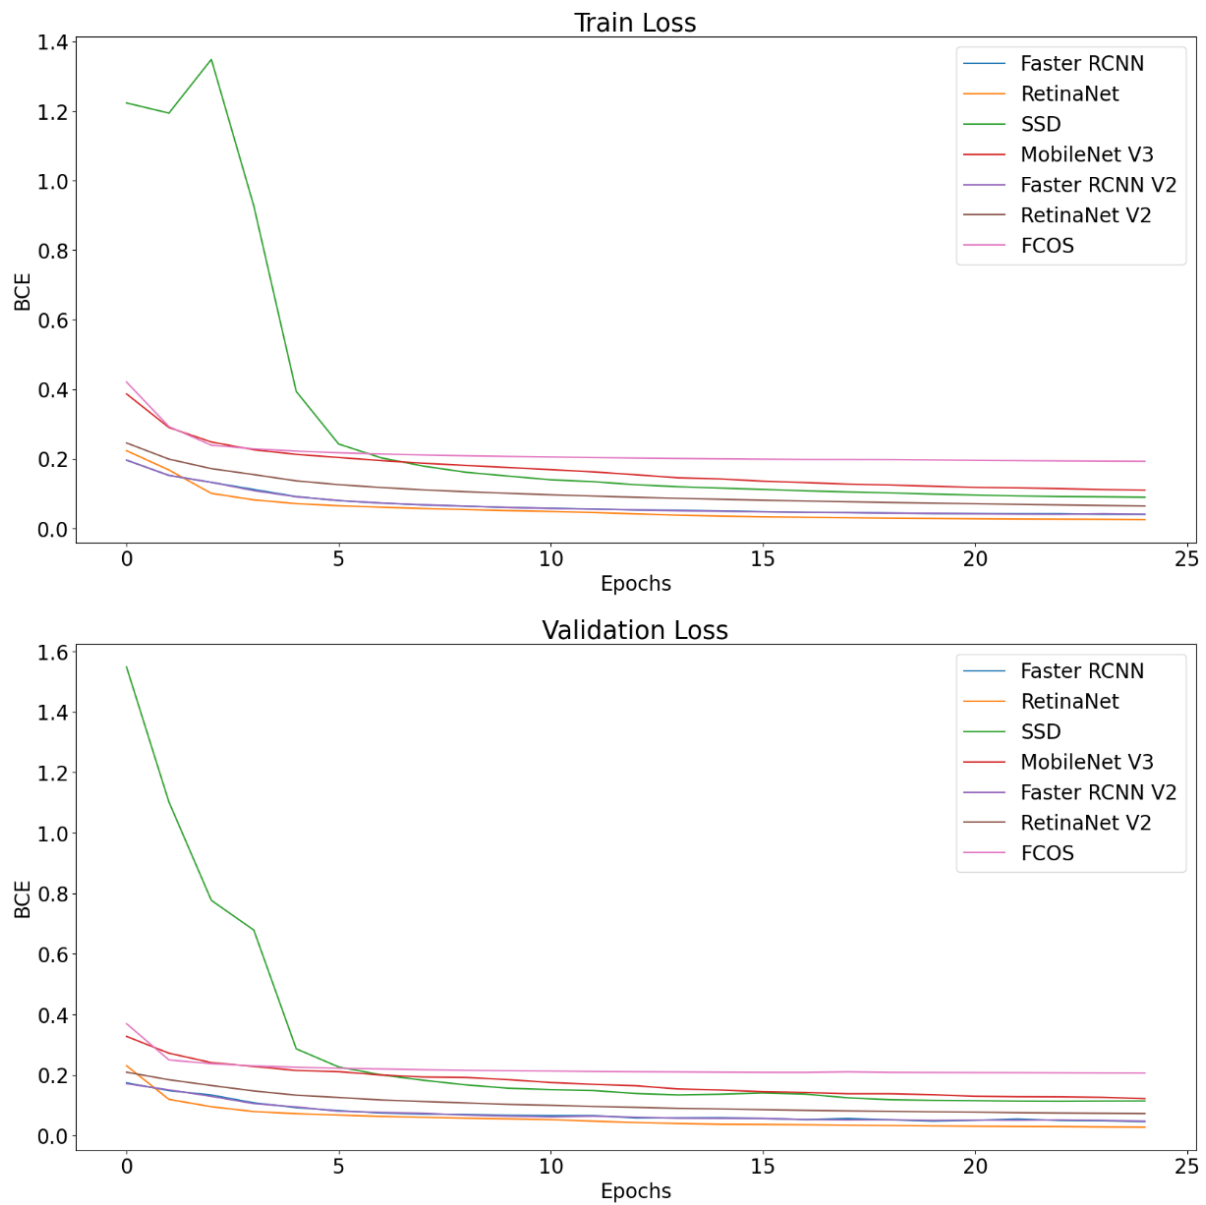 Train Loss
1.4
1.2
1.0
0.8
0.6
0.4
0.2
0.0
BCE
Faster RCNN
RetinaNet
SSD
MobileNet V3
Faster RCNN V2
RetinaNet V2
FCOS
0 5 10 15 20 25
Epochs
Validation Loss
1.6
1.4
1.2
1.0
0.8
0.6
0.4
0.2
0.0
BCE
Faster RCNN
RetinaNet
SSD
MobileNet V3
Faster RCNN V2
RetinaNet V2
FCOS
0 5 10 15 20 25
Epochs